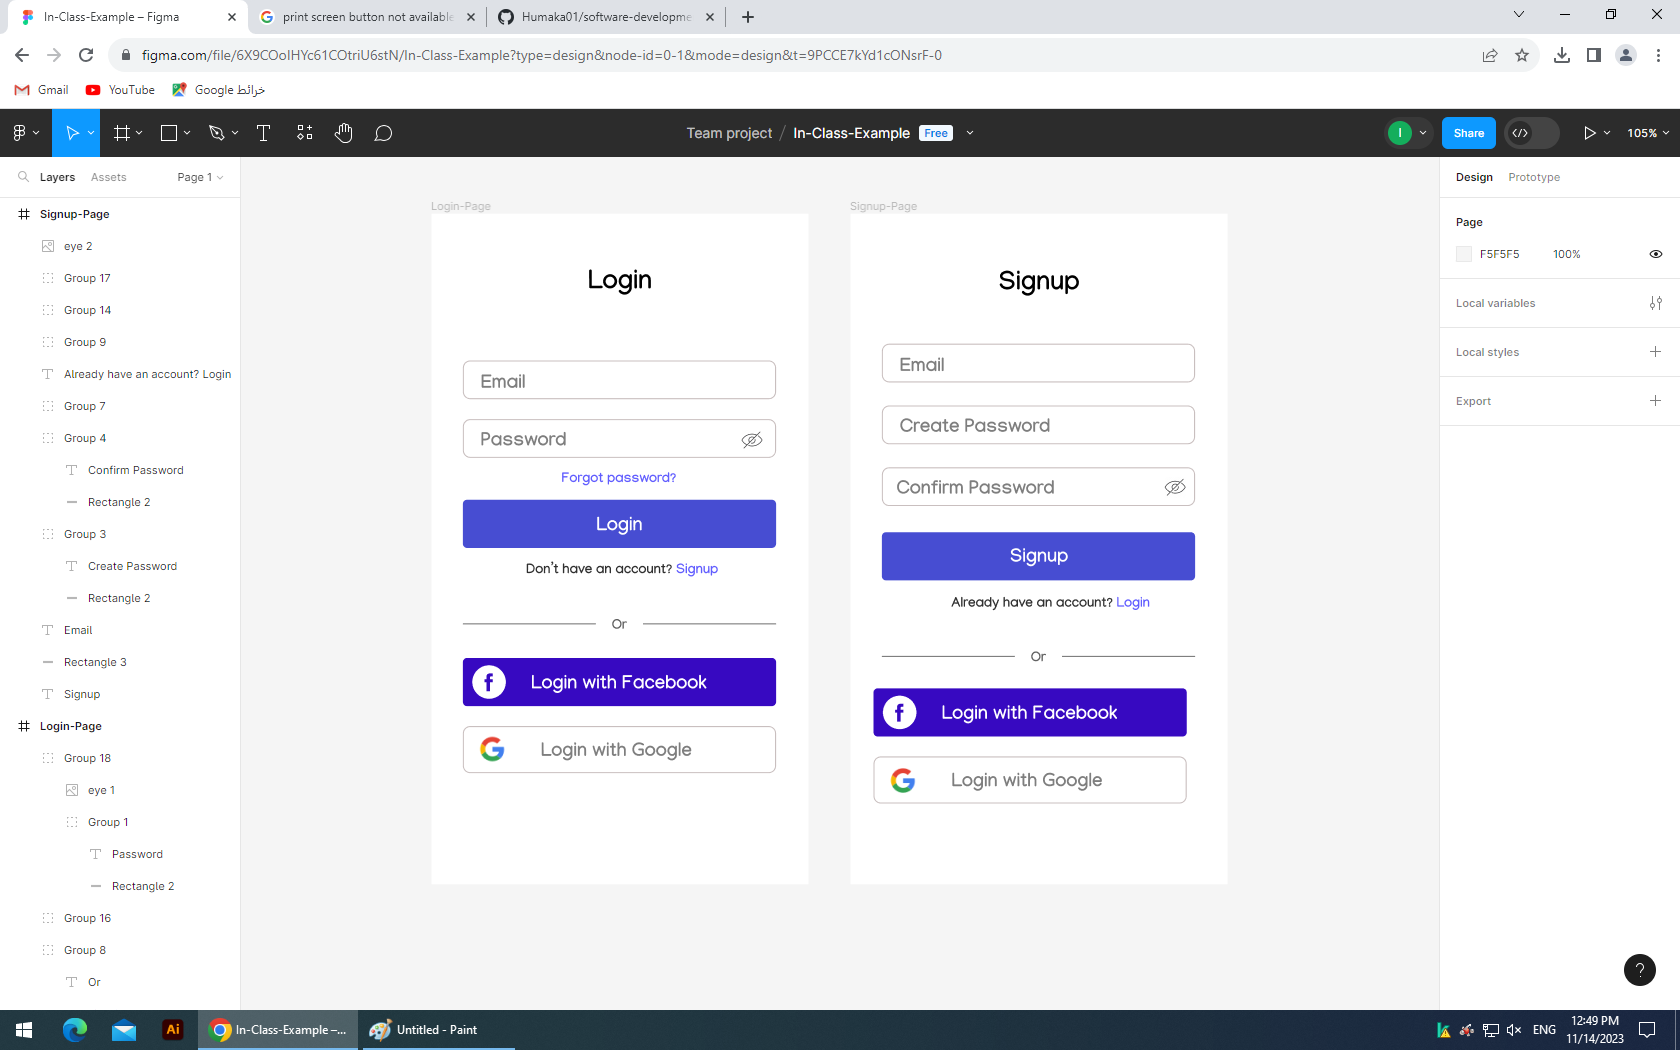 In-Class-Example – Figma
print screen button not available
Humaka01/software-developme
figma.com/file/6X9COoIHYc61COtriU6stN/In-Class-Example?type=design&node-id=0-1&mode=design&t=9PCCE7kYd1cONsrF-0
Gmail
YouTube
خرائط Google
Team project / In-Class-Example Free
I
Share
105%
Layers Assets Page 1
Signup-Page
eye 2
Group 17
Group 14
Group 9
Already have an account? Login
Group 7
Group 4
Confirm Password
Rectangle 2
Group 3
Create Password
Rectangle 2
Email
Rectangle 3
Signup
Login-Page
Group 18
eye 1
Group 1
Password
Rectangle 2
Group 16
Group 8
Or
Login-Page
Login
Email
Password
Forgot password?
Login
Don't have an account? Signup
Or
Login with Facebook
Login with Google
Signup-Page
Signup
Email
Create Password
Confirm Password
Signup
Already have an account? Login
Or
Login with Facebook
Login with Google
Design Prototype
Page
F5F5F5 100%
Local variables
Local styles
Export
?
Ai
In-Class-Example –...
Untitled - Paint
ENG
12:49 PM
11/14/2023